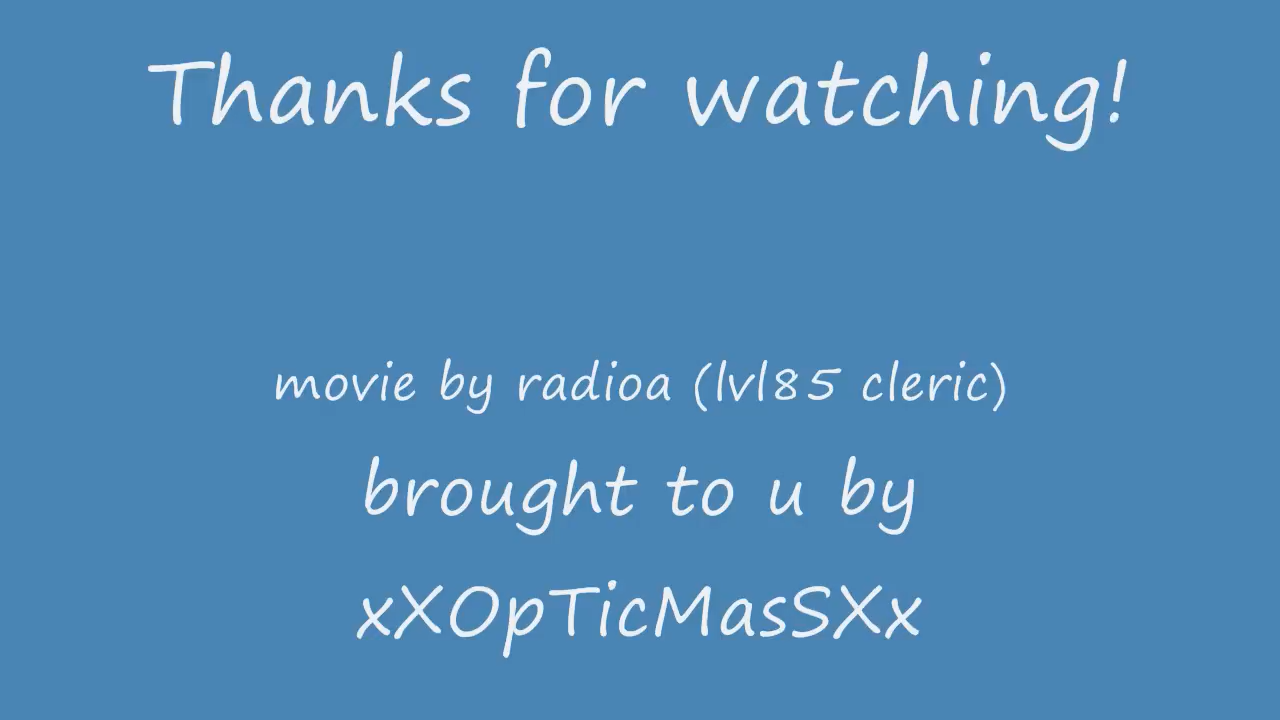 Thanks for watching!
movie by radioa (lvl85 cleric)
brought to u by
xXOpTicMasSXx